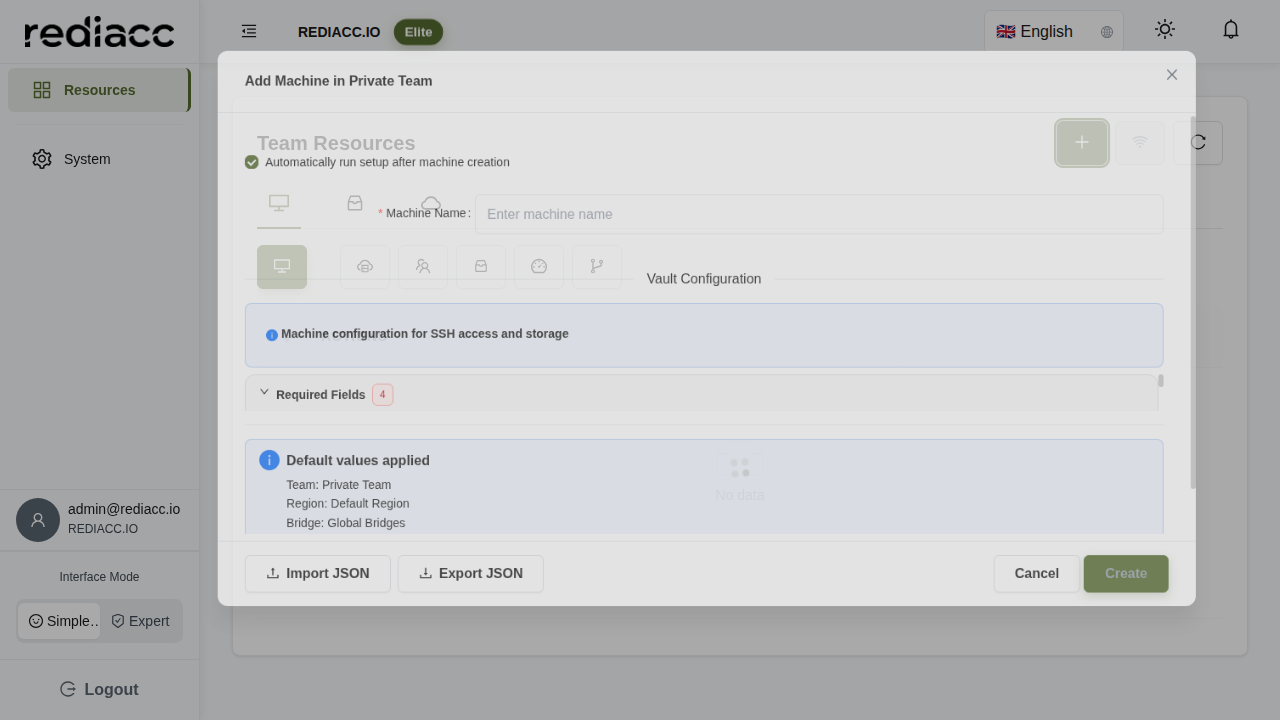 rediacc
REDIACC.IO
Elite
English
Resources
System
Add Machine in Private Team
Team Resources
Automatically run setup after machine creation
* Machine Name:
Enter machine name
Vault Configuration
Machine configuration for SSH access and storage
Required Fields
4
Default values applied
Team: Private Team
Region: Default Region
Bridge: Global Bridges
No data
Import JSON
Export JSON
Cancel
Create
admin@rediacc.io
REDIACC.IO
Interface Mode
Simple..
Expert
Logout